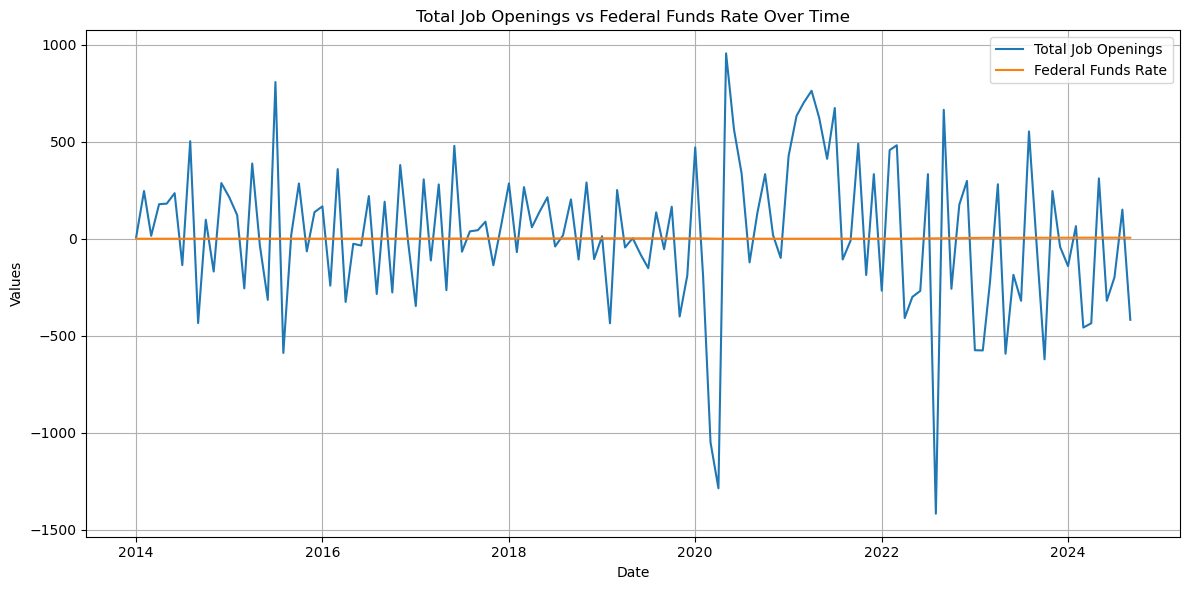 Total Job Openings vs Federal Funds Rate Over Time
Total Job Openings
Federal Funds Rate
1000
500
0
−500
−1000
−1500
Values
2014
2016
2018
2020
2022
2024
Date